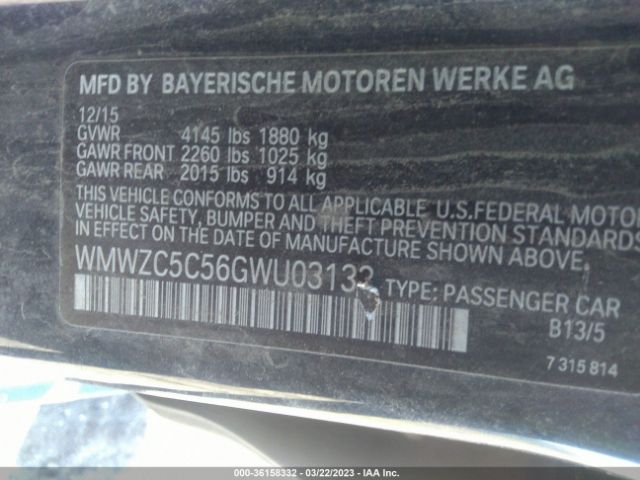 MFD BY BAYERISCHE MOTOREN WERKE AG
12/15
GVWR 4145 lbs 1880 kg
GAWR FRONT 2260 lbs 1025 kg
GAWR REAR 2015 lbs 914 kg
THIS VEHICLE CONFORMS TO ALL APPLICABLE U.S.FEDERAL MOTOR
VEHICLE SAFETY, BUMPER AND THEFT PREVENTION STANDARDS
IN EFFECT ON THE DATE OF MANUFACTURE SHOWN ABOVE.
WMWZC5C56GWU03133 TYPE: PASSENGER CAR
B13/5
7 315 814
000-36158332 - 03/22/2023 - IAA Inc.